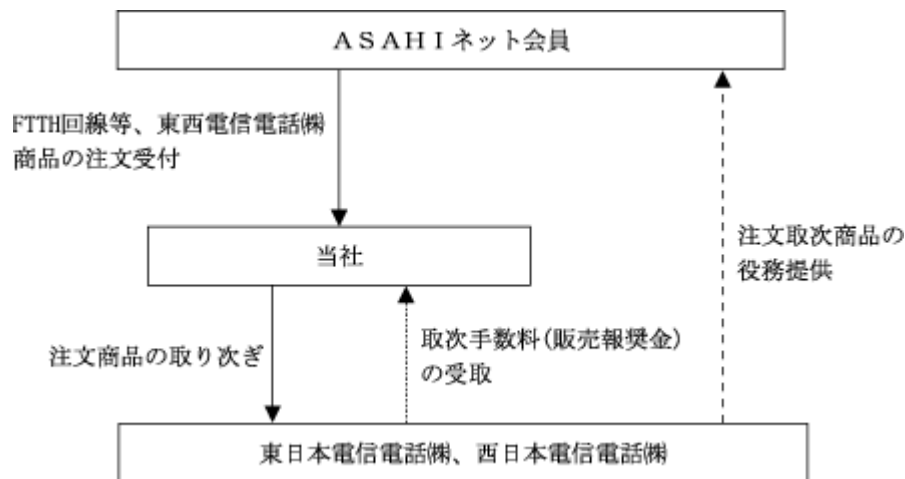 ＡＳＡＨＩネット会員
FTTH回線等、東西電信電話㈱
商品の注文受付
当社
注文取次商品の
役務提供
注文商品の取り次ぎ
取次手数料(販売報奨金)
の受取
東日本電信電話㈱、西日本電信電話㈱